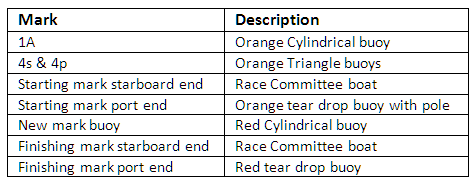 Mark Description
1A Orange Cylindrical buoy
4s & 4p Orange Triangle buoys
Starting mark starboard end Race Committee boat
Starting mark port end Orange tear drop buoy with pole
New mark buoy Red Cylindrical buoy
Finishing mark starboard end Race Committee boat
Finishing mark port end Red tear drop buoy